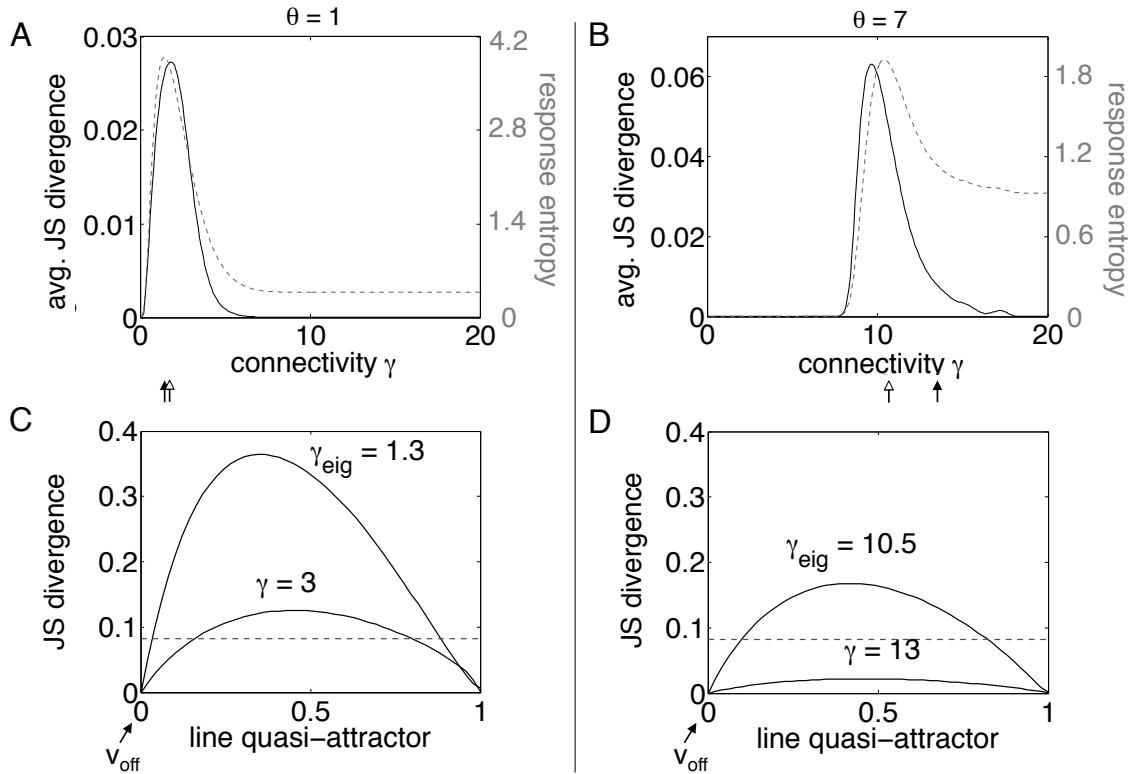 A
θ = 1
0.03
0.02
0.01
0
avg. JS divergence
4.2
2.8
1.4
0
response entropy
10
20
connectivity γ
B
θ = 7
0.06
0.04
0.02
0
avg. JS divergence
1.8
1.2
0.6
0
response entropy
0
10
20
connectivity γ
C
0.4
0.3
0.2
0.1
0
JS divergence
γeig = 1.3
γ = 3
0
0.5
1
line quasi−attractor
voff
D
0.4
0.3
0.2
0.1
0
JS divergence
γeig = 10.5
γ = 13
0
0.5
1
line quasi−attractor
voff